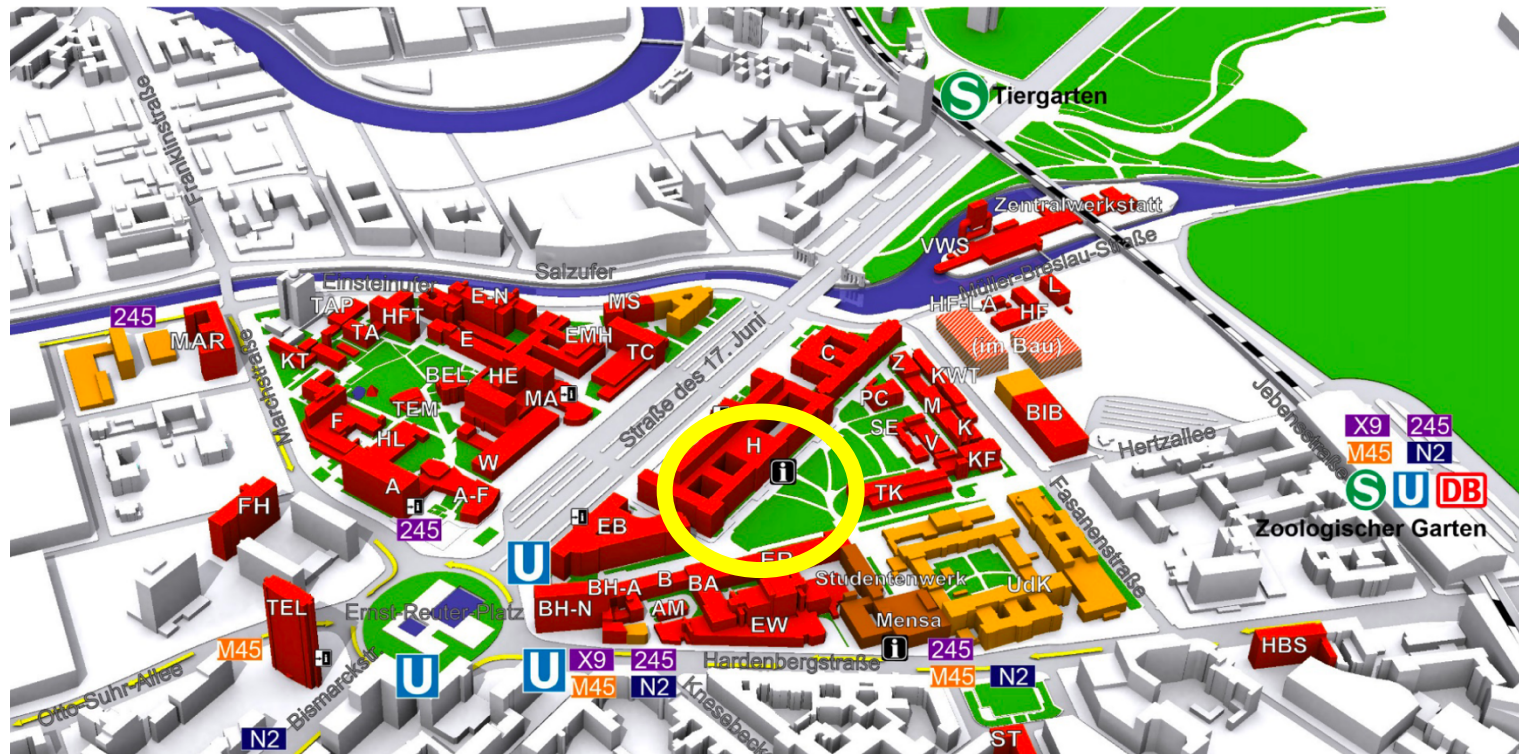 Franklinstraße
S Tiergarten
Zentralwerkstatt
VWS
Müller-Breslau-Straße
Salzufer
Einsteinufer
TAP
E-N
MS
HFT
TA
HF-LA
L
HF
245
MAR
E
EMH
TC
C
(im Bau)
KT
Z
KWT
Marchstraße
BEL
HE
MA
i
Straße des 17. Juni
PC
M
BIB
Jebensstraße
TEM
F
HL
SE
K
X9 245
V
Hertzallee
M45 N2
H
W
KF
i
A
A-F
TK
S U DB
FH
i
245
i
EB
Fasanenstraße
Zoologischer Garten
U
Studentenwerk
UdK
BH-A
B
BA
TEL
Ernst-Reuter-Platz
BH-N
AM
EW
Mensa
M45
i
Hardenbergstraße
i
245
HBS
U
U
X9 245
M45 N2
M45 N2
Otto-Suhr-Allee
Bismarckstr.
Knesebeck
N2
ST